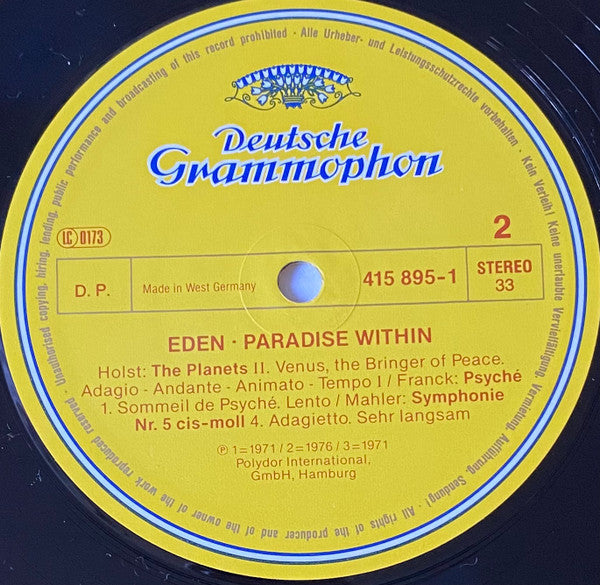 Deutsche
Grammophon
LC 0173
2
D. P.
Made in West Germany
415 895-1
STEREO
33
EDEN · PARADISE WITHIN
Holst: The Planets II. Venus, the Bringer of Peace.
Adagio - Andante - Animato - Tempo I / Franck: Psyché
1. Sommeil de Psyché. Lento / Mahler: Symphonie
Nr. 5 cis-moll 4. Adagietto. Sehr langsam
℗ 1=1971 / 2=1976 / 3=1971
Polydor International,
GmbH, Hamburg
Alle Urheber- und Leistungsschutzrechte vorbehalten · Kein Verleih! Keine unerlaubte Vervielfältigung, Vermietung, Aufführung, Sendung! · All rights of the producer and of the owner of the work reproduced reserved · Unauthorised copying, hiring, lending, public performance and broadcasting of this record prohibited ·